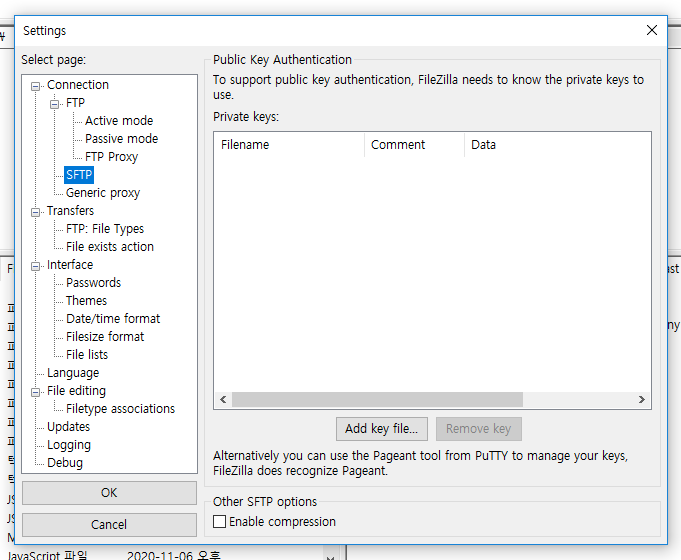 Settings
Select page:
Connection
FTP
Active mode
Passive mode
FTP Proxy
SFTP
Generic proxy
Transfers
FTP: File Types
File exists action
Interface
Passwords
Themes
Date/time format
Filesize format
File lists
Language
File editing
Filetype associations
Updates
Logging
Debug
OK
Cancel
Public Key Authentication
To support public key authentication, FileZilla needs to know the private keys to
use.
Private keys:
Filename Comment Data
Add key file... Remove key
Alternatively you can use the Pageant tool from PuTTY to manage your keys,
FileZilla does recognize Pageant.
Other SFTP options
Enable compression
JavaScript 파일 2020-11-06 오후